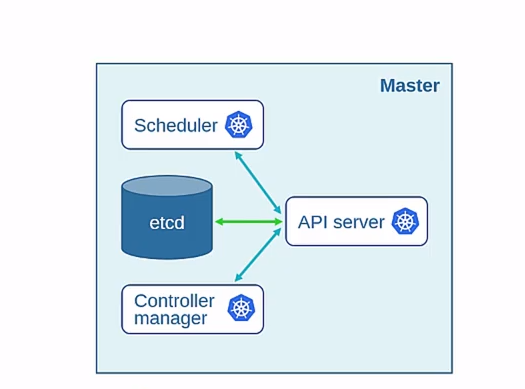 Master
Scheduler
etcd
API server
Controller
manager